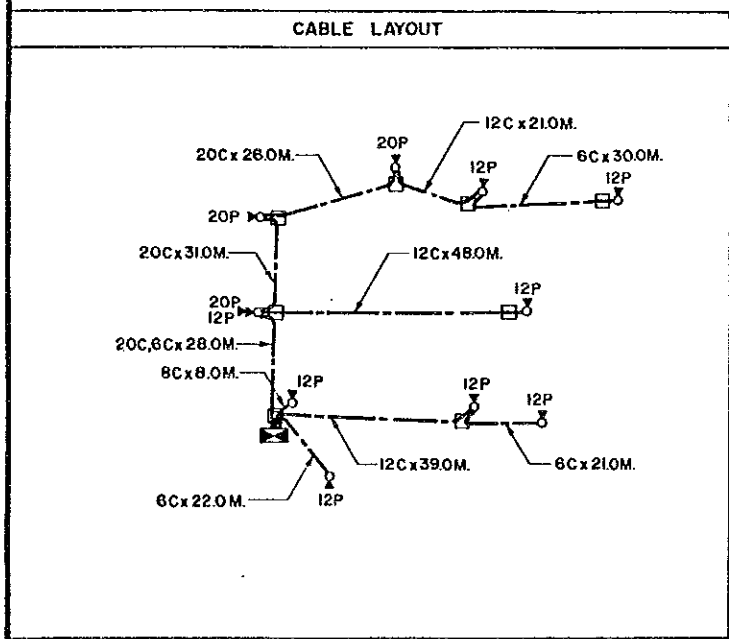 CABLE LAYOUT
12C x 21.0M.
20P
20C x 26.0M.
6C x 30.0M.
12P
12P
20P
20C x 31.0M.
12C x 48.0M.
20P
12P
12P
20C,6C x 28.0M.
8C x 8.0M.
12P
12P
12P
12C x 39.0M.
6C x 21.0M.
6C x 22.0M.
12P